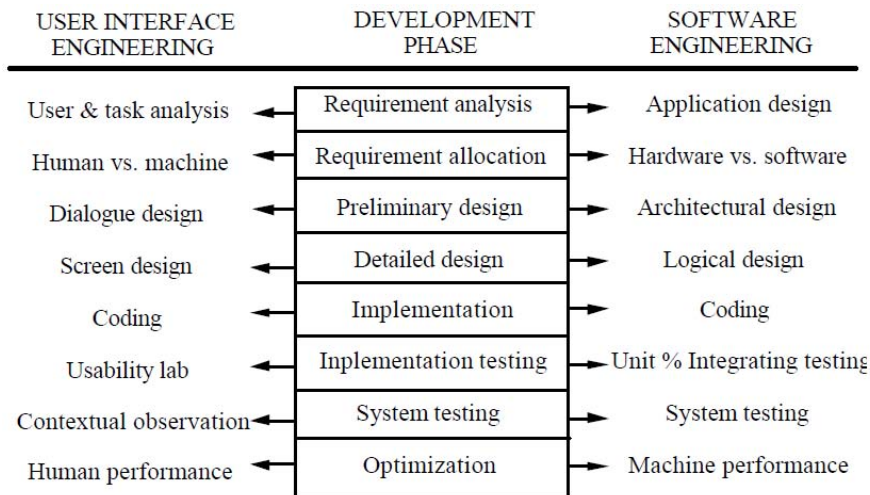 USER INTERFACE ENGINEERING DEVELOPMENT PHASE SOFTWARE ENGINEERING
User & task analysis Requirement analysis Application design
Human vs. machine Requirement allocation Hardware vs. software
Dialogue design Preliminary design Architectural design
Screen design Detailed design Logical design
Coding Implementation Coding
Usability lab Inplementation testing Unit % Integrating testing
Contextual observation System testing System testing
Human performance Optimization Machine performance